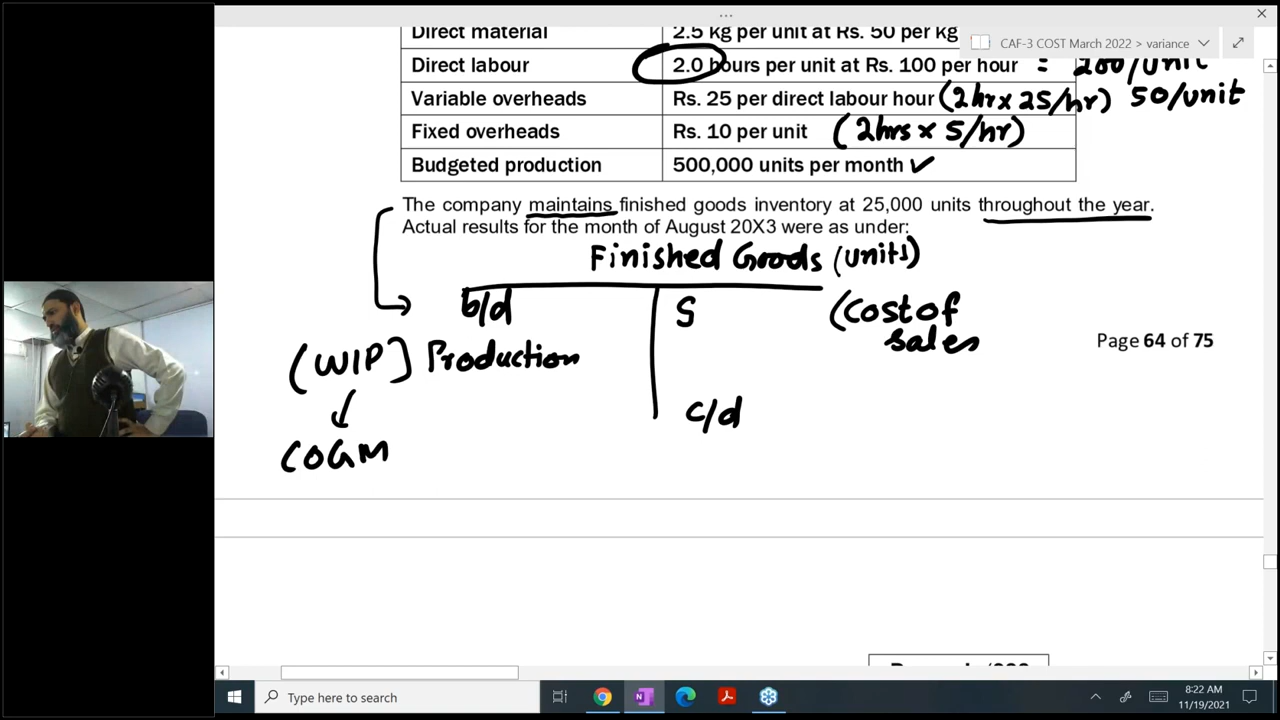 CAF-3 COST March 2022 > variance
Direct material 2.5 kg per unit at Rs. 50 per kg
Direct labour 2.0 hours per unit at Rs. 100 per hour = 200/unit
Variable overheads Rs. 25 per direct labour hour (2hr x 25/hr) 50/unit
Fixed overheads Rs. 10 per unit (2hrs x 5/hr)
Budgeted production 500,000 units per month ✓
The company maintains finished goods inventory at 25,000 units throughout the year.
Actual results for the month of August 20X3 were as under:
Finished Goods (units)
b/d S (Cost of
sales
(WIP) Production
c/d
COGM
Page 64 of 75
Type here to search
8:22 AM
11/19/2021